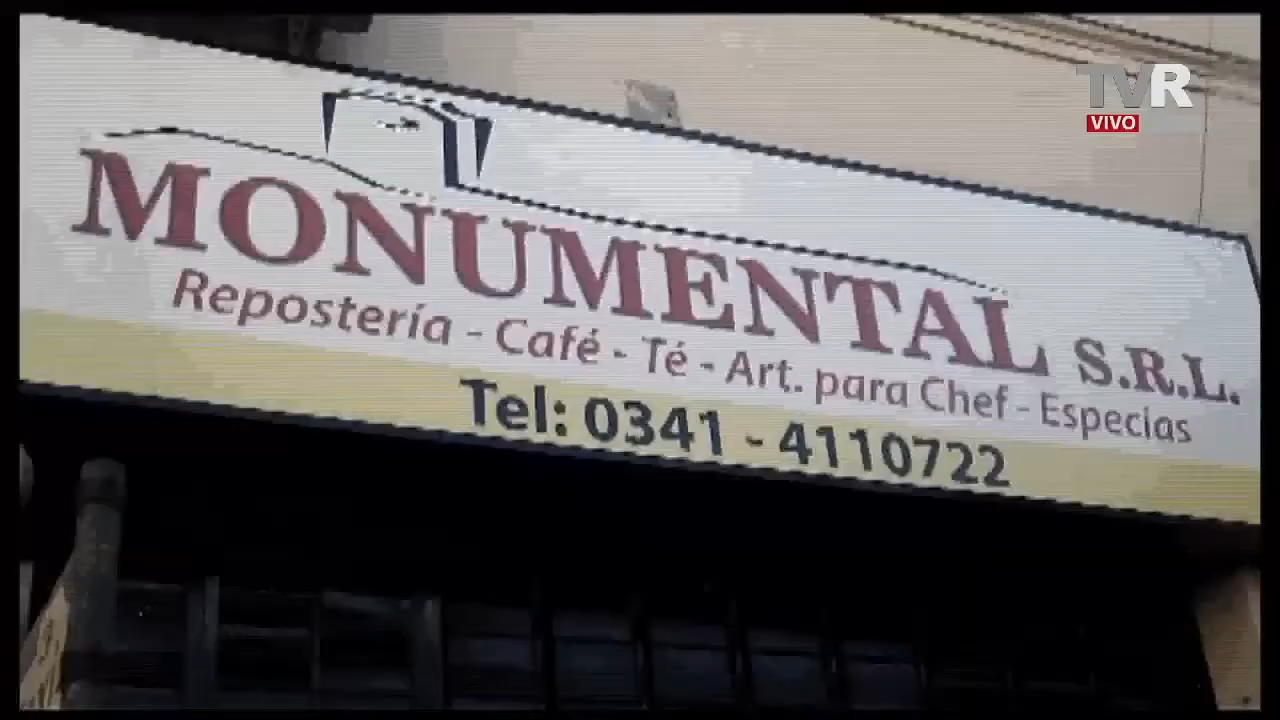 TVR
VIVO
MONUMENTAL S.R.L.
Repostería - Café - Té - Art. para Chef - Especias
Tel: 0341 - 4110722